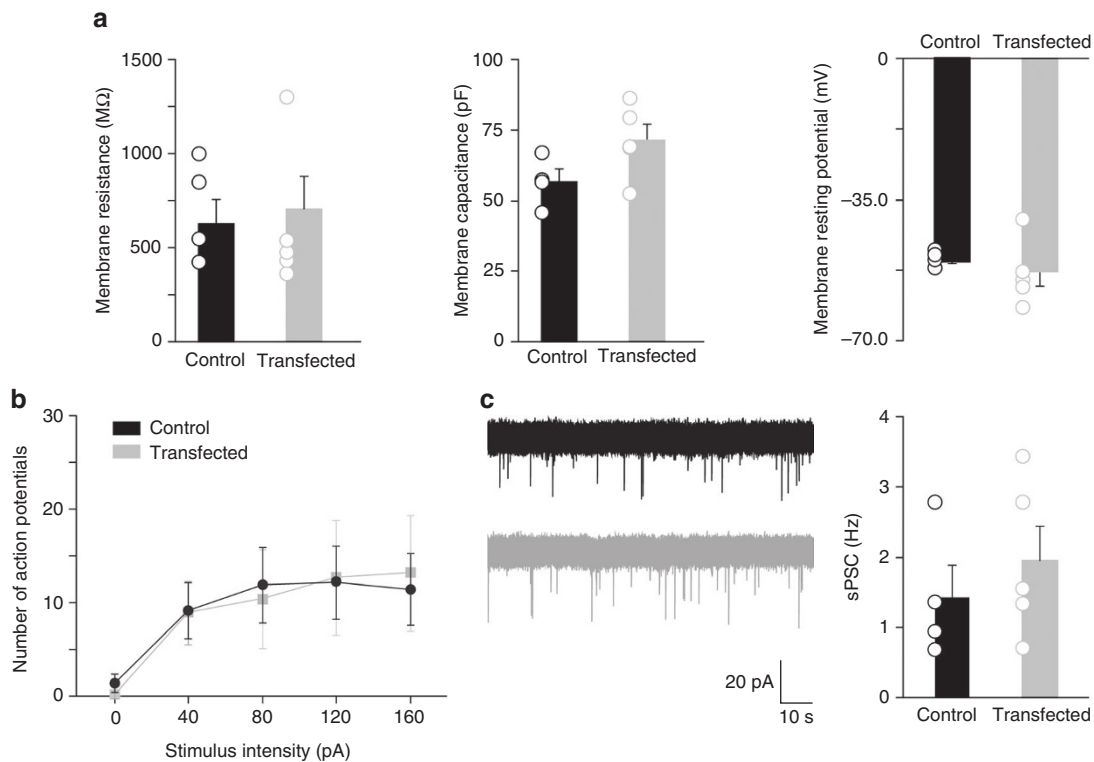 a
1500
1000
500
0
Membrane resistance (MΩ)
Control
Transfected
100
75
50
25
0
Membrane capacitance (pF)
Control
Transfected
Control
Transfected
0
−35.0
−70.0
Membrane resting potential (mV)
b
30
20
10
0
Number of action potentials
Control
Transfected
0
40
80
120
160
Stimulus intensity (pA)
c
20 pA
10 s
4
3
2
1
0
sPSC (Hz)
Control
Transfected